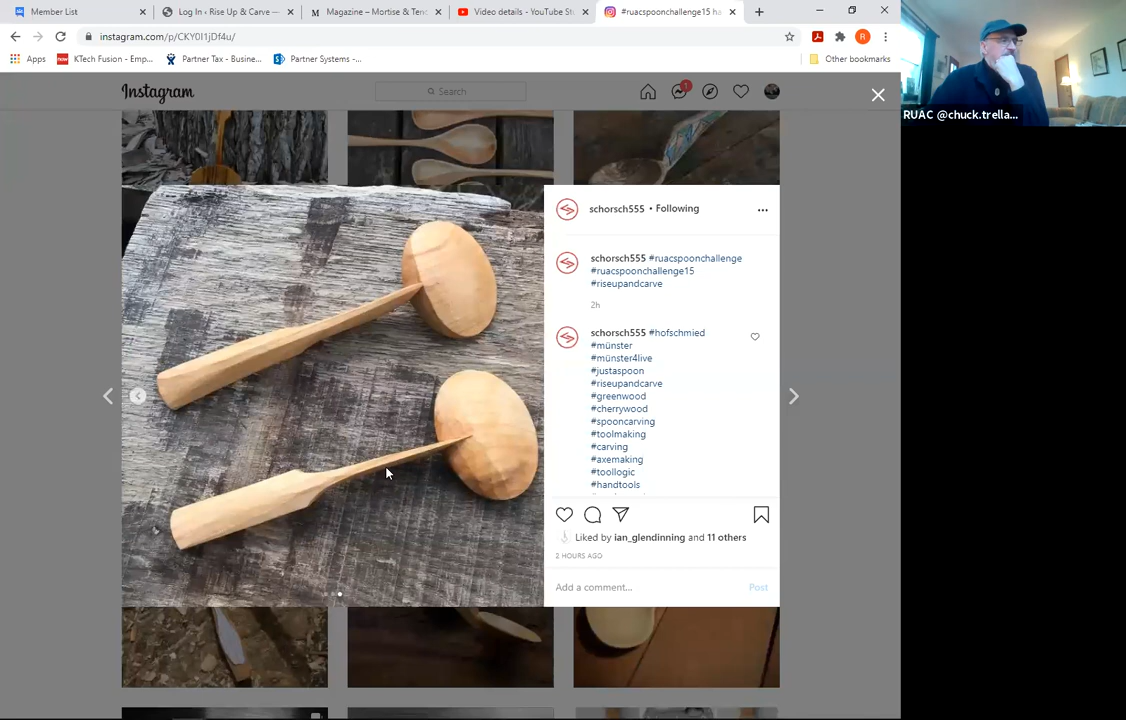 Member List
Log In ‹ Rise Up & Carve —
Magazine – Mortise & Ten
Video details - YouTube St
#ruacspoonchallenge15 ha
instagram.com/p/CKY0I1jDf4u/
Apps
KTech Fusion - Emp...
Partner Tax - Busine...
Partner Systems -...
Other bookmarks
Instagram
Search
1
RUAC @chuck.trella...
schorsch555 • Following
schorsch555 #ruacspoonchallenge
#ruacspoonchallenge15
#riseupandcarve
2h
schorsch555 #hofschmied
#münster
#münster4live
#justaspoon
#riseupandcarve
#greenwood
#cherrywood
#spooncarving
#toolmaking
#carving
#axemaking
#toollogic
#handtools
Liked by ian_glendinning and 11 others
2 HOURS AGO
Add a comment...
Post